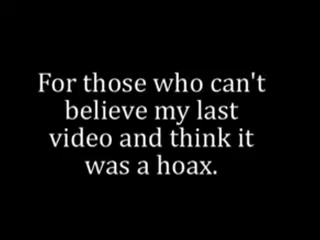 For those who can't
believe my last
video and think it
was a hoax.